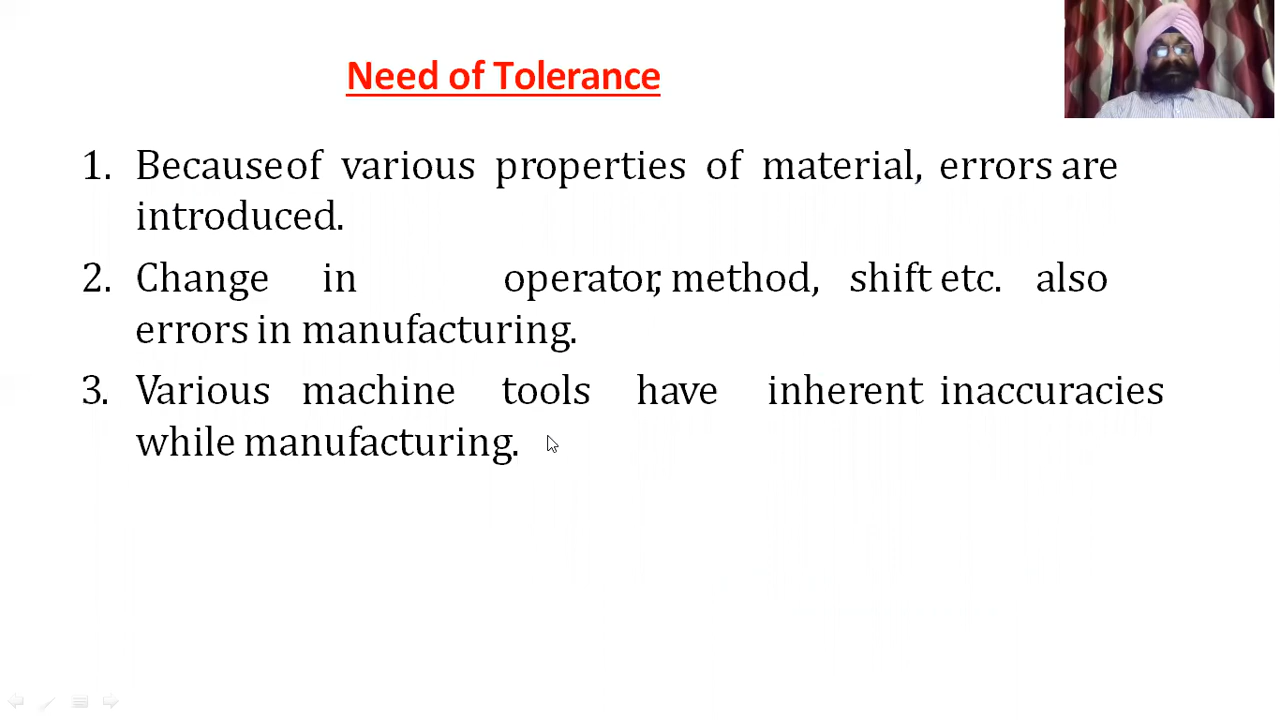 Need of Tolerance
1. Becauseof various properties of material, errors are
introduced.
2. Change in operator, method, shift etc. also
errors in manufacturing.
3. Various machine tools have inherent inaccuracies
while manufacturing.